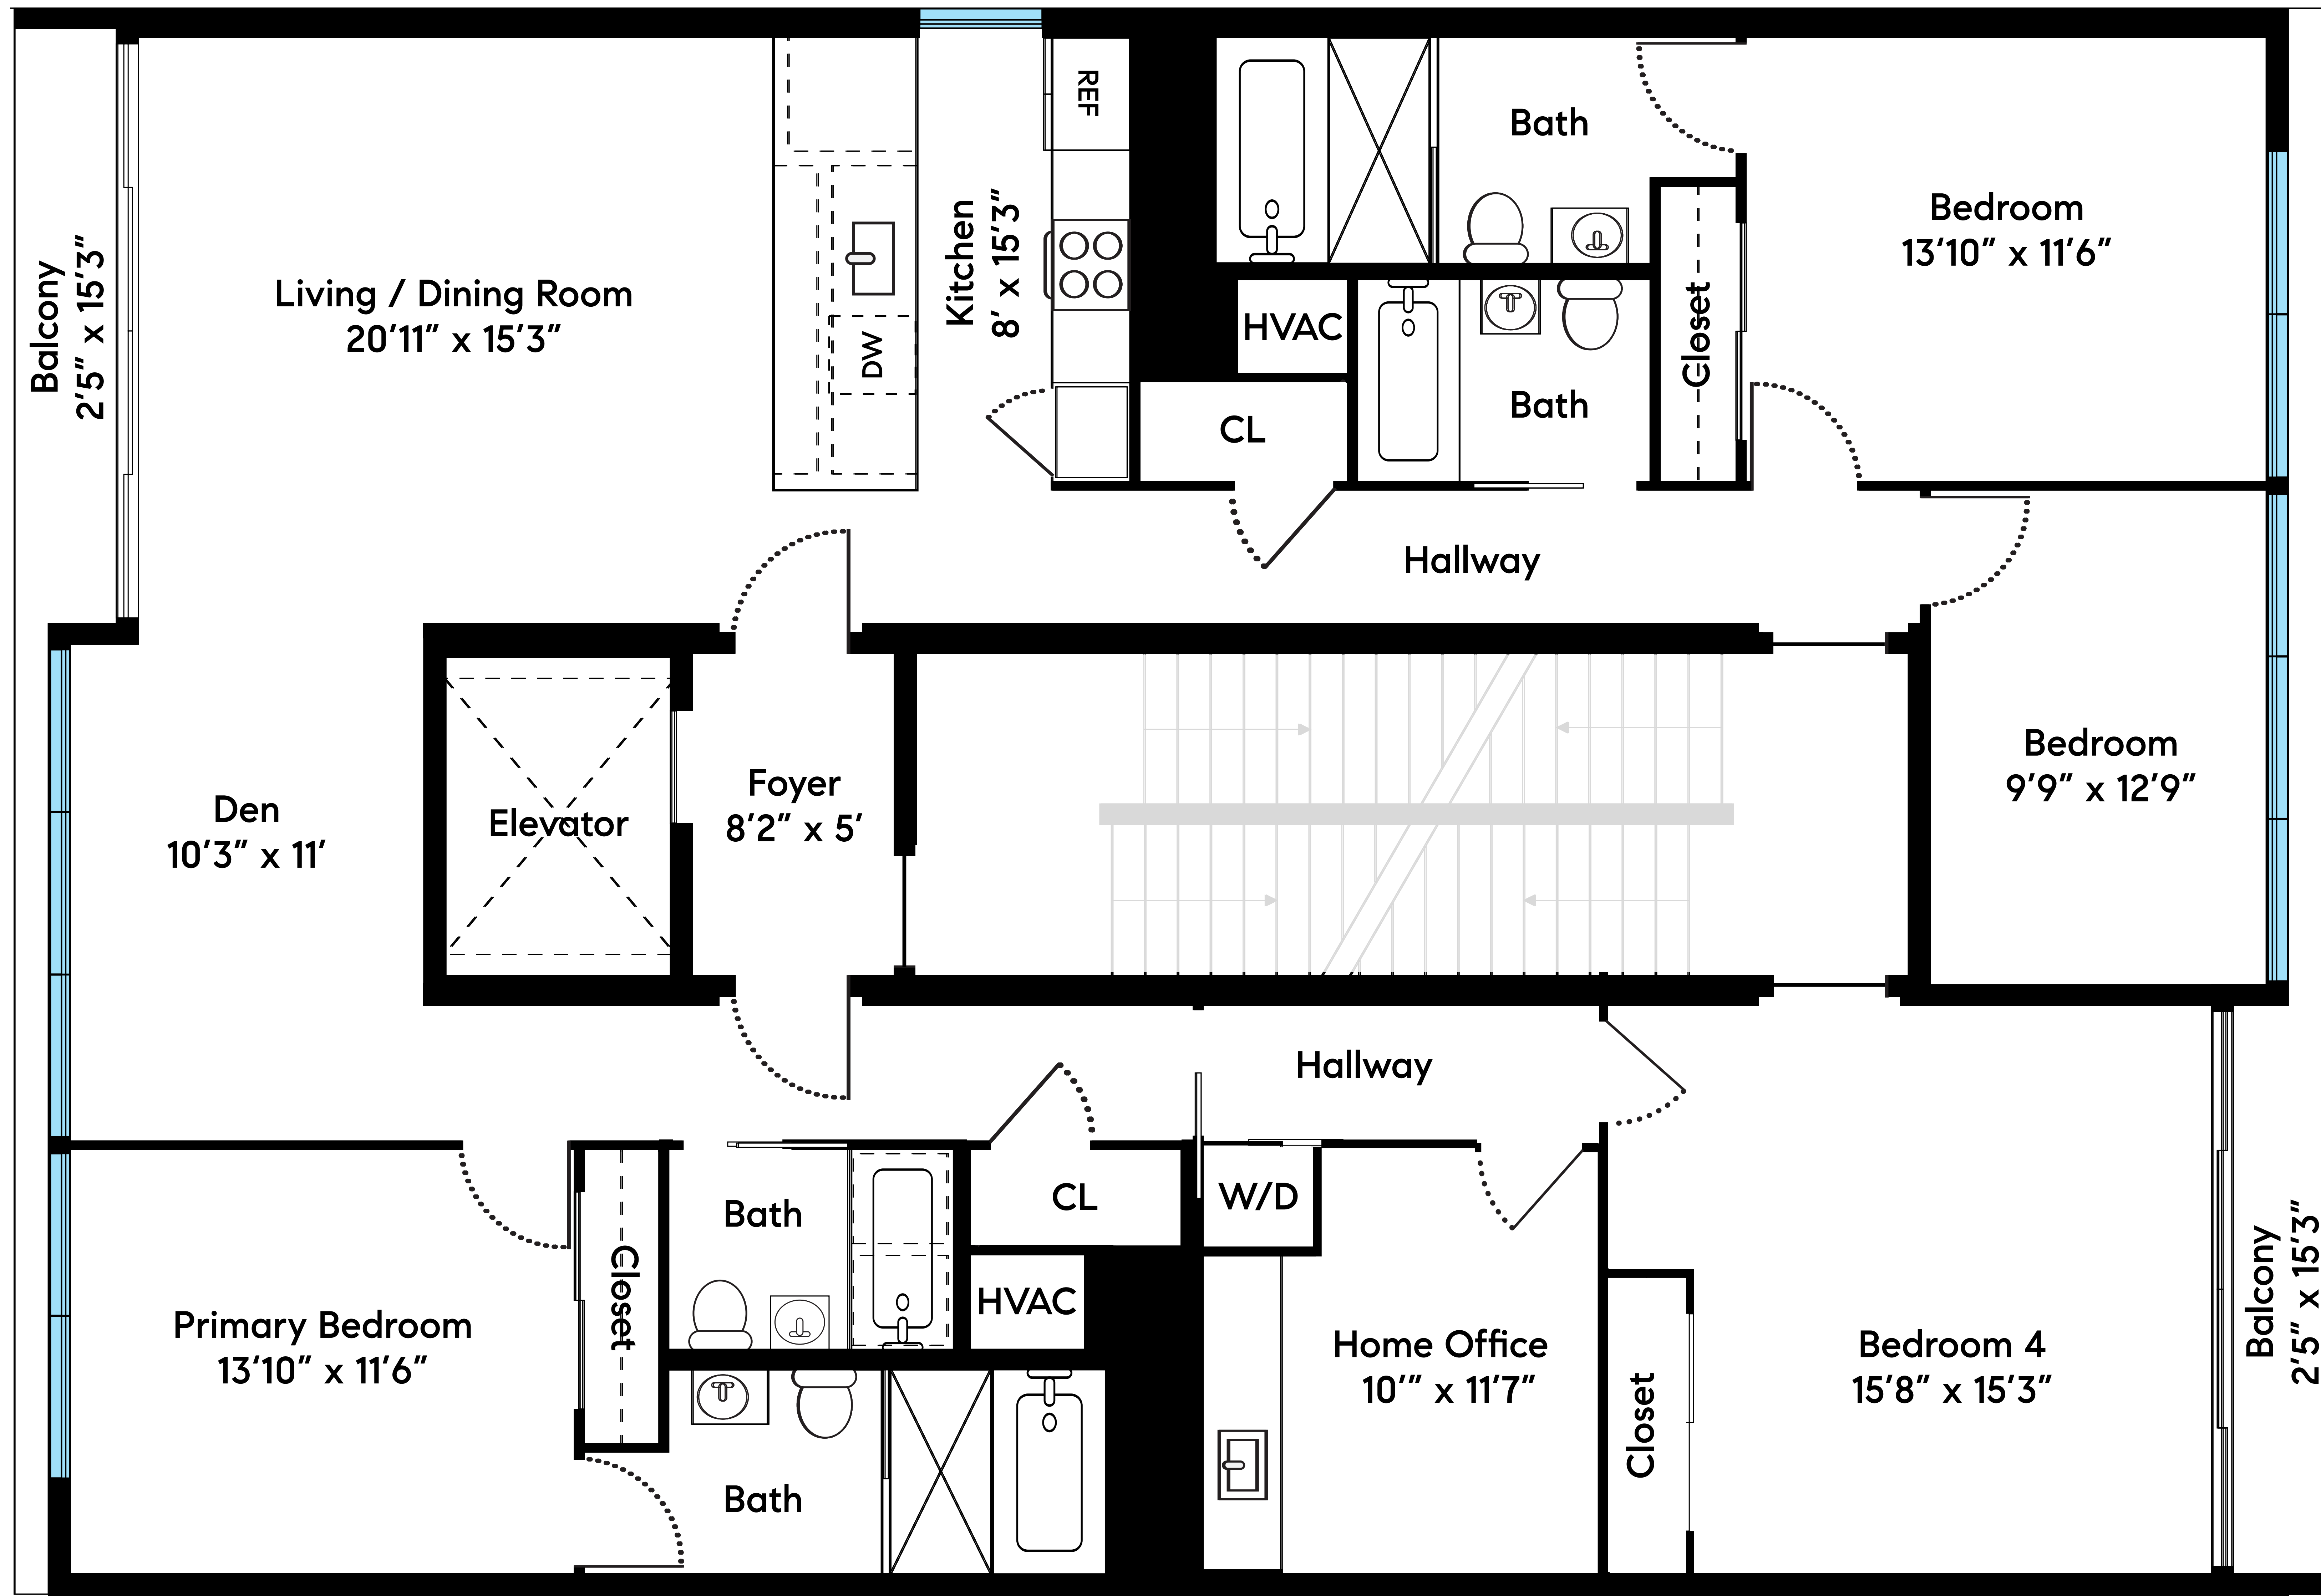 REF
Bath
Bedroom
13'10" x 11'6"
Balcony
2'5" x 15'3"
Living / Dining Room
20'11" x 15'3"
Kitchen
8' x 15'3"
DW
HVAC
Closet
CL
Bath
Hallway
Bedroom
9'9" x 12'9"
Den
10'3" x 11'
Elevator
Foyer
8'2" x 5'
Hallway
Bath
CL
W/D
Closet
HVAC
Primary Bedroom
13'10" x 11'6"
Home Office
10'" x 11'7"
Closet
Bedroom 4
15'8" x 15'3"
Balcony
2'5" x 15'3"
Bath